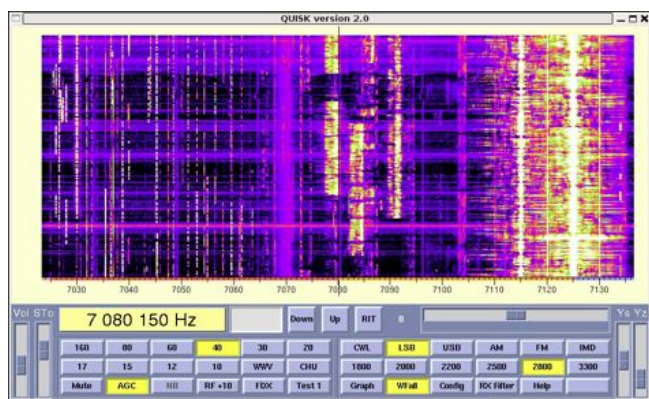 QUISK version 2.0
7030 7040 7050 7060 7070 7080 7090 7100 7110 7120 7130
Vol STo 7 080 150 Hz Down Up RIT 0 Ys Yz
160 80 60 40 30 20 CWL LSB USB AM FM IMD
17 15 12 10 WWV CHU 1800 2000 2200 2500 2800 3300
Mute AGC NB RF +10 FDX Test 1 Graph WFall Config RX Filter Help